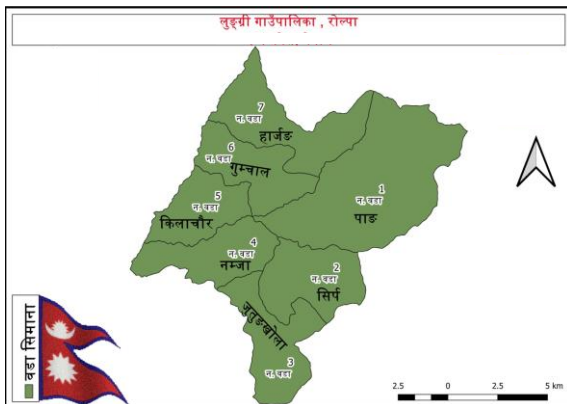 लुङ्ग्री गाउँपालिका , रोल्पा
7
न. वडा
हार्जङ
6
न. वडा
गुम्चाल
1
न. वडा
पाङ
5
न. वडा
किलाचौर
4
न. वडा
नम्जा
2
न. वडा
सिर्प
जुतुङखोला
3
न. वडा
वडा सिमाना
2.5 0 2.5 5 km